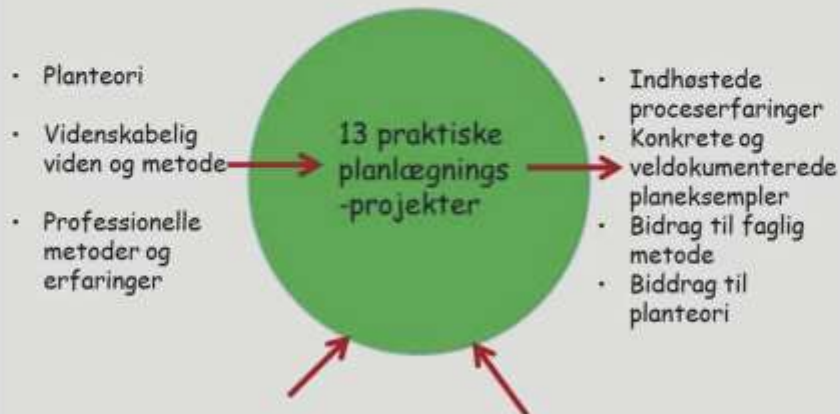 • Planteori
• Videnskabelig
viden og metode
• Professionelle
metoder og
erfaringer
13 praktiske
planlægnings
-projekter
• Indhøstede
proceserfaringer
• Konkrete og
veldokumenterede
planeksempler
• Bidrag til faglig
metode
• Biddrag til
planteori